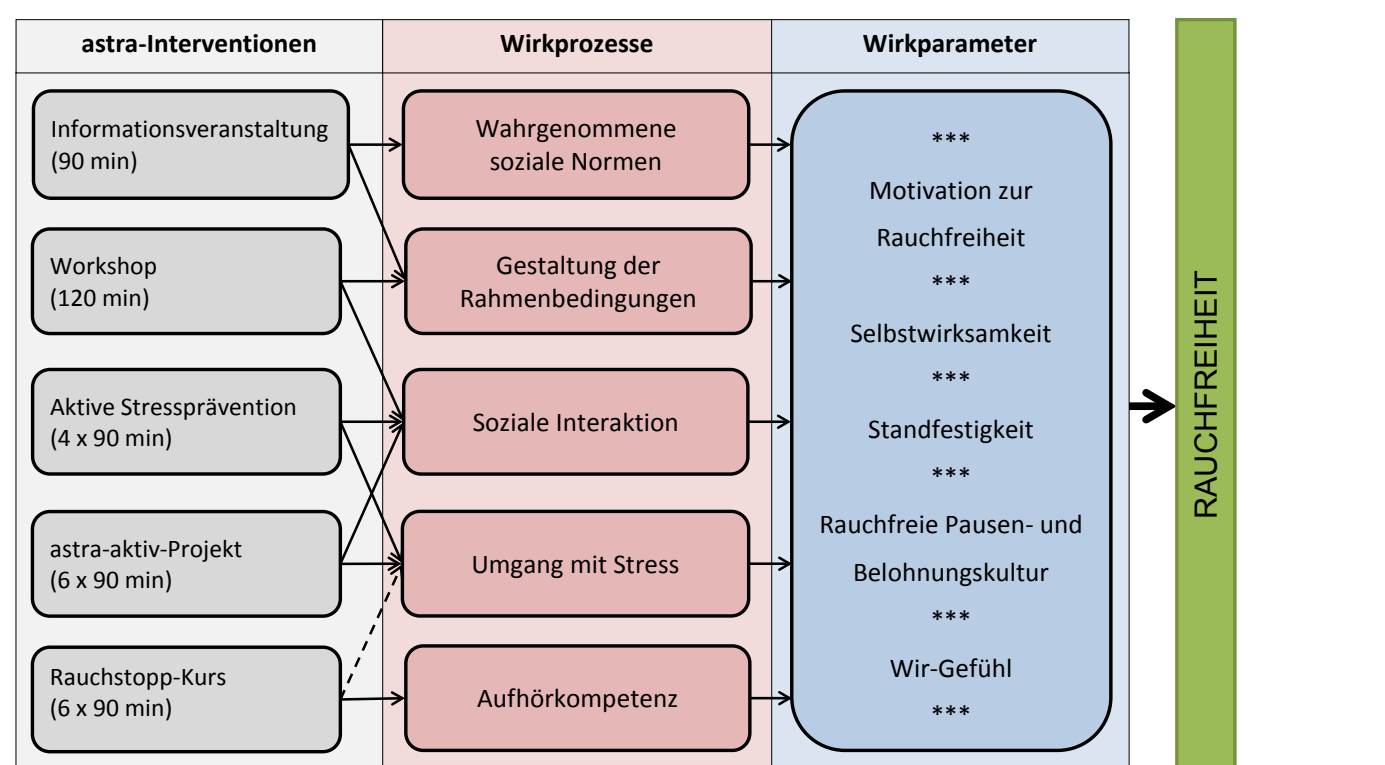 astra-Interventionen
Wirkprozesse
Wirkparameter
Informationsveranstaltung
(90 min)
Workshop
(120 min)
Aktive Stressprävention
(4 x 90 min)
astra-aktiv-Projekt
(6 x 90 min)
Rauchstopp-Kurs
(6 x 90 min)
Wahrgenommene
soziale Normen
Gestaltung der
Rahmenbedingungen
Soziale Interaktion
Umgang mit Stress
Aufhörkompetenz
***
Motivation zur
Rauchfreiheit
***
Selbstwirksamkeit
***
Standfestigkeit
***
Rauchfreie Pausen- und
Belohnungskultur
***
Wir-Gefühl
***
RAUCHFREIHEIT